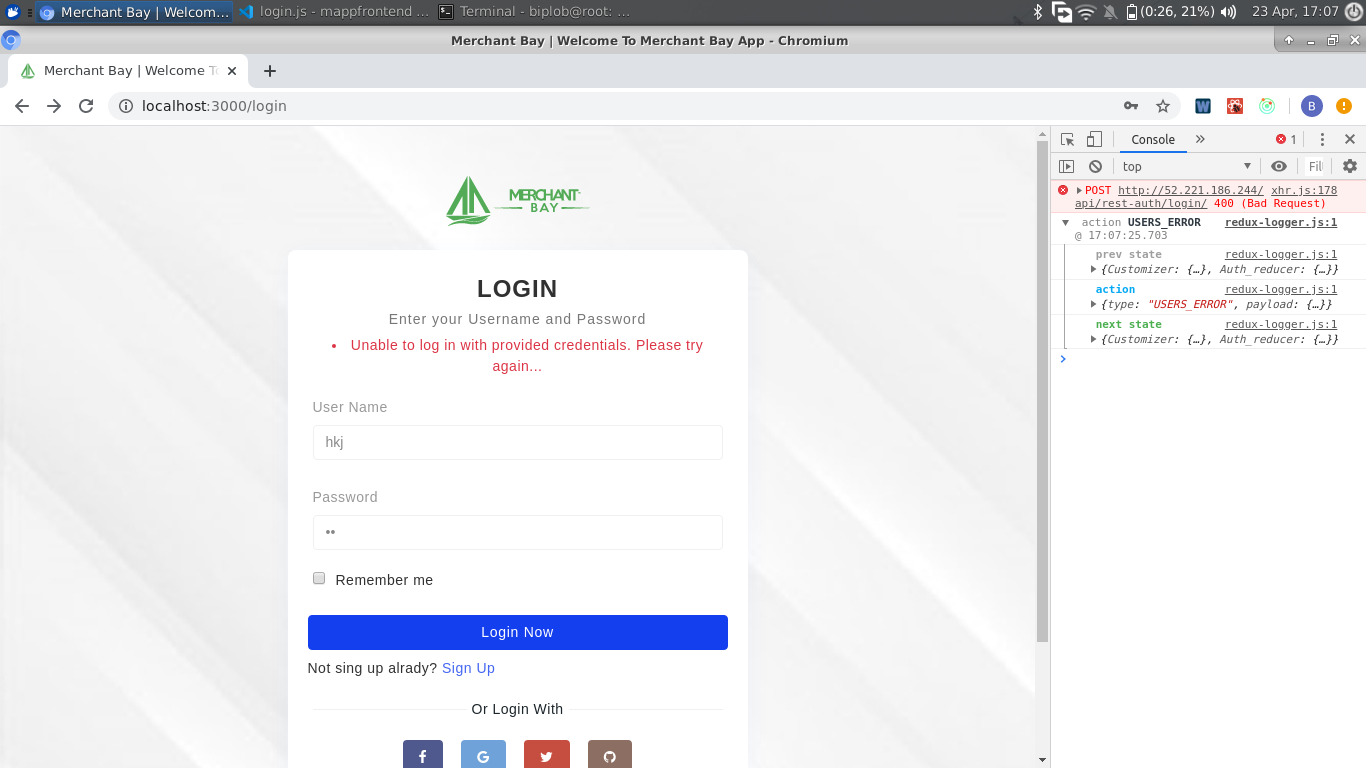 Merchant Bay | Welcom... login.js - mappfrontend ... Terminal - biplob@root: ... (0:26, 21%) 23 Apr, 17:07
Merchant Bay | Welcome To Merchant Bay App - Chromium
Merchant Bay | Welcome To
localhost:3000/login
W
B
MERCHANT
BAY
LOGIN
Enter your Username and Password
• Unable to log in with provided credentials. Please try
again...
User Name
hkj
Password
••
Remember me
Login Now
Not sing up alrady? Sign Up
Or Login With
Console 1
top Fil
POST http://52.221.186.244/ xhr.js:178
api/rest-auth/login/ 400 (Bad Request)
action USERS_ERROR redux-logger.js:1
@ 17:07:25.703
prev state redux-logger.js:1
{Customizer: {…}, Auth_reducer: {…}}
action redux-logger.js:1
{type: "USERS_ERROR", payload: {…}}
next state redux-logger.js:1
{Customizer: {…}, Auth_reducer: {…}}